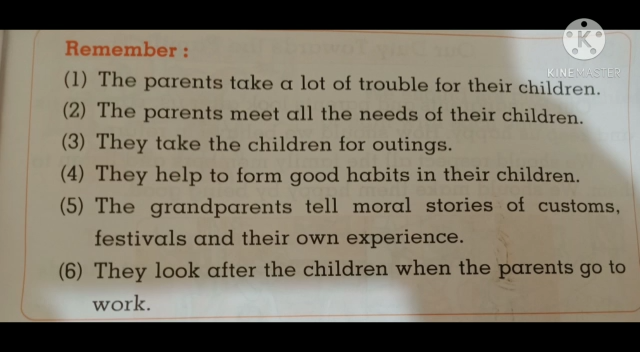 Remember :
(1) The parents take a lot of trouble for their children.
(2) The parents meet all the needs of their children.
(3) They take the children for outings.
(4) They help to form good habits in their children.
(5) The grandparents tell moral stories of customs,
festivals and their own experience.
(6) They look after the children when the parents go to
work.
K
KINEMASTER